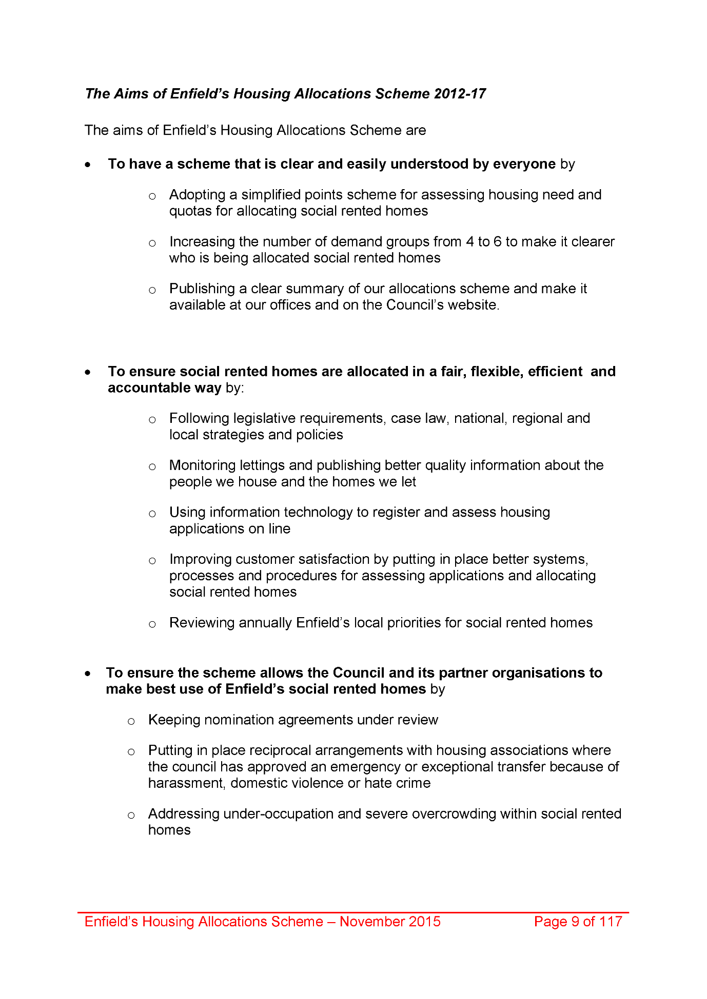 The Aims of Enfield's Housing Allocations Scheme 2012-17
The aims of Enfield's Housing Allocations Scheme are
• To have a scheme that is clear and easily understood by everyone by
o Adopting a simplified points scheme for assessing housing need and
quotas for allocating social rented homes
o Increasing the number of demand groups from 4 to 6 to make it clearer
who is being allocated social rented homes
o Publishing a clear summary of our allocations scheme and make it
available at our offices and on the Council's website.
• To ensure social rented homes are allocated in a fair, flexible, efficient  and
accountable way by:
o Following legislative requirements, case law, national, regional and
local strategies and policies
o Monitoring lettings and publishing better quality information about the
people we house and the homes we let
o Using information technology to register and assess housing
applications on line
o Improving customer satisfaction by putting in place better systems,
processes and procedures for assessing applications and allocating
social rented homes
o Reviewing annually Enfield's local priorities for social rented homes
• To ensure the scheme allows the Council and its partner organisations to
make best use of Enfield's social rented homes by
o Keeping nomination agreements under review
o Putting in place reciprocal arrangements with housing associations where
the council has approved an emergency or exceptional transfer because of
harassment, domestic violence or hate crime
o Addressing under-occupation and severe overcrowding within social rented
homes
Enfield's Housing Allocations Scheme – November 2015 Page 9 of 117